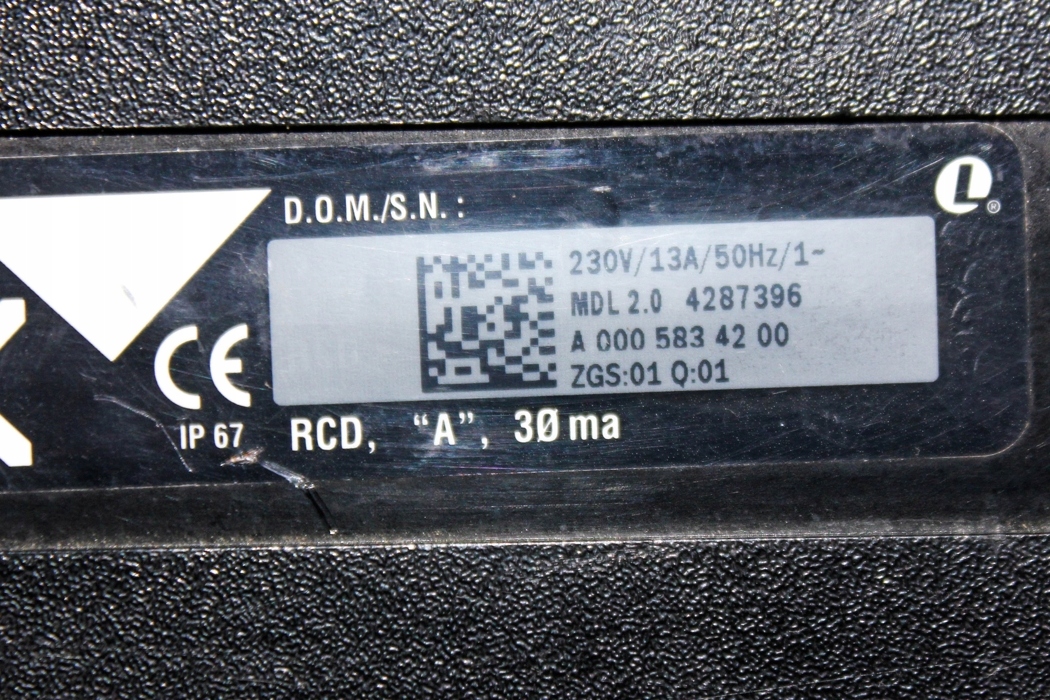 D.O.M./S.N. :
L ®
230V/13A/50Hz/1~
MDL 2.0 4287396
A 000 583 42 00
ZGS:01 Q:01
CE
IP 67
RCD, “A”, 30 ma